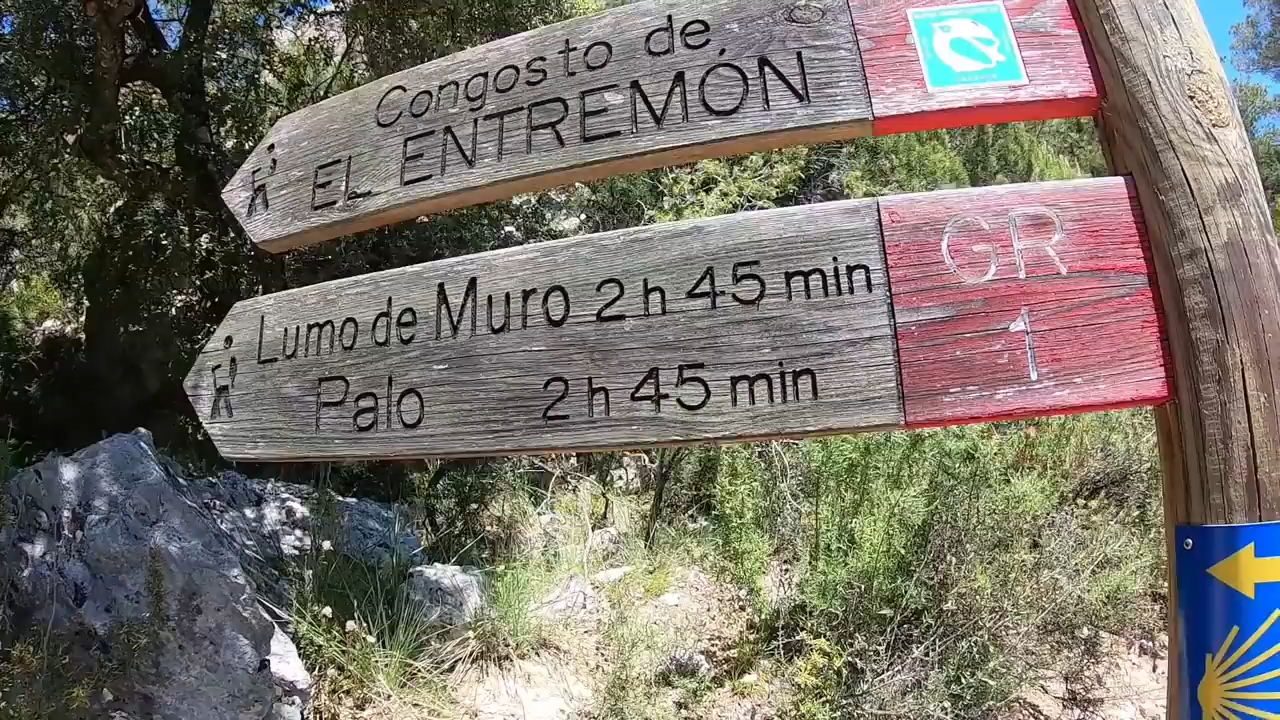 Congosto de
EL ENTREMÓN
Lumo de Muro 2 h 45 min
Palo 2 h 45 min
GR
1